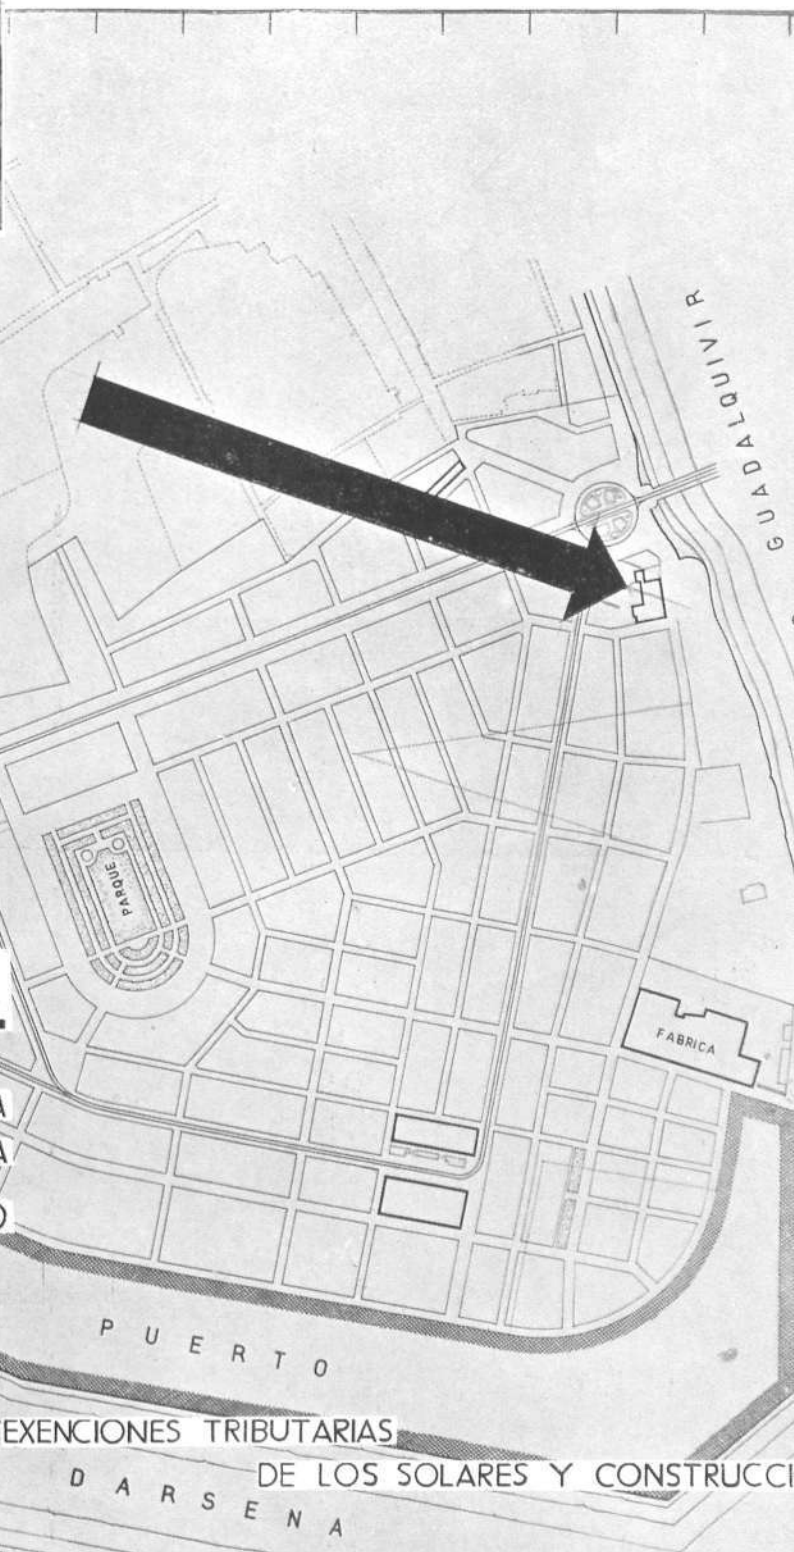 GUADALQUIVIR
PARQUE
FABRICA
A
A
O
PUERTO
EXENCIONES TRIBUTARIAS
DE LOS SOLARES Y CONSTRUCCI
DARSENA